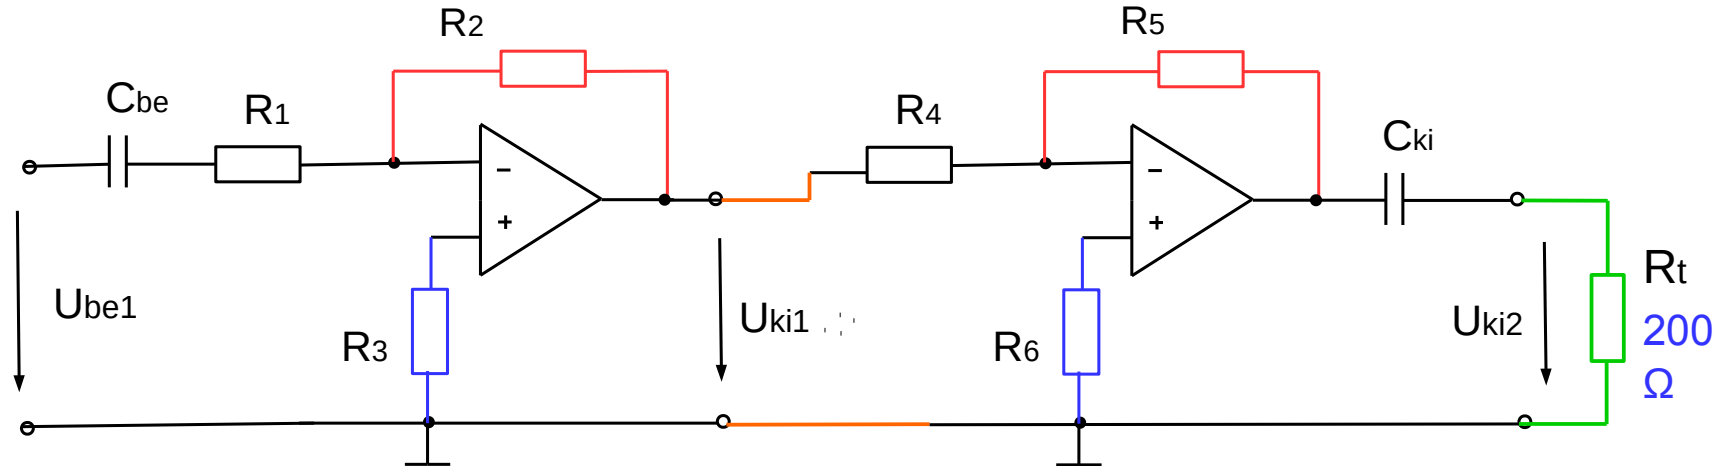 R2
R5
Cbe
R1
R4
Cki
−
+
−
+
Rt
200
Ω
Ube1
Uki1
Uki2
R3
R6